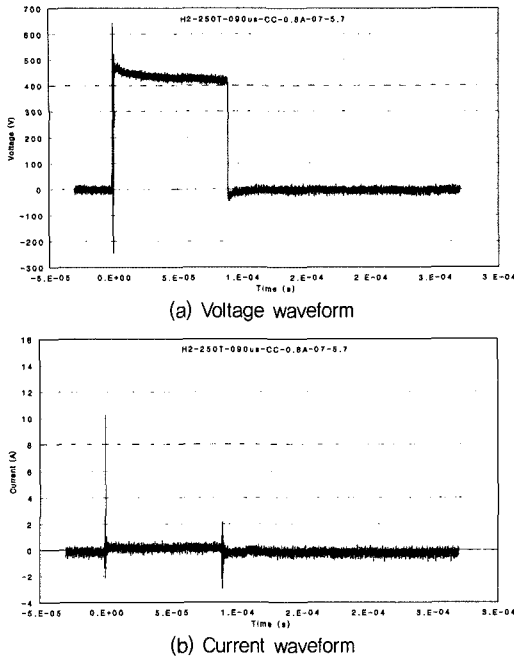 H2-250T-090us-CC-0.8A-07-5.7
700
600
500
400
300
200
100
0
-100
-200
-300
Voltage (V)
-5.E-05 0.E+00 5.E-05 1.E-04 2.E-04 2.E-04 3.E-04 3 E-04
Time (s)
(a) Voltage waveform
H2-250T-090us-CC-0.8A-07-5.7
16
14
12
10
8
6
4
2
0
-2
-4
Current (A)
-5.E-05 0.E+00 5.E-05 1.E-04 2.E-04 2.E-04 3.E-04 3.E-04
Time (s)
(b) Current waveform